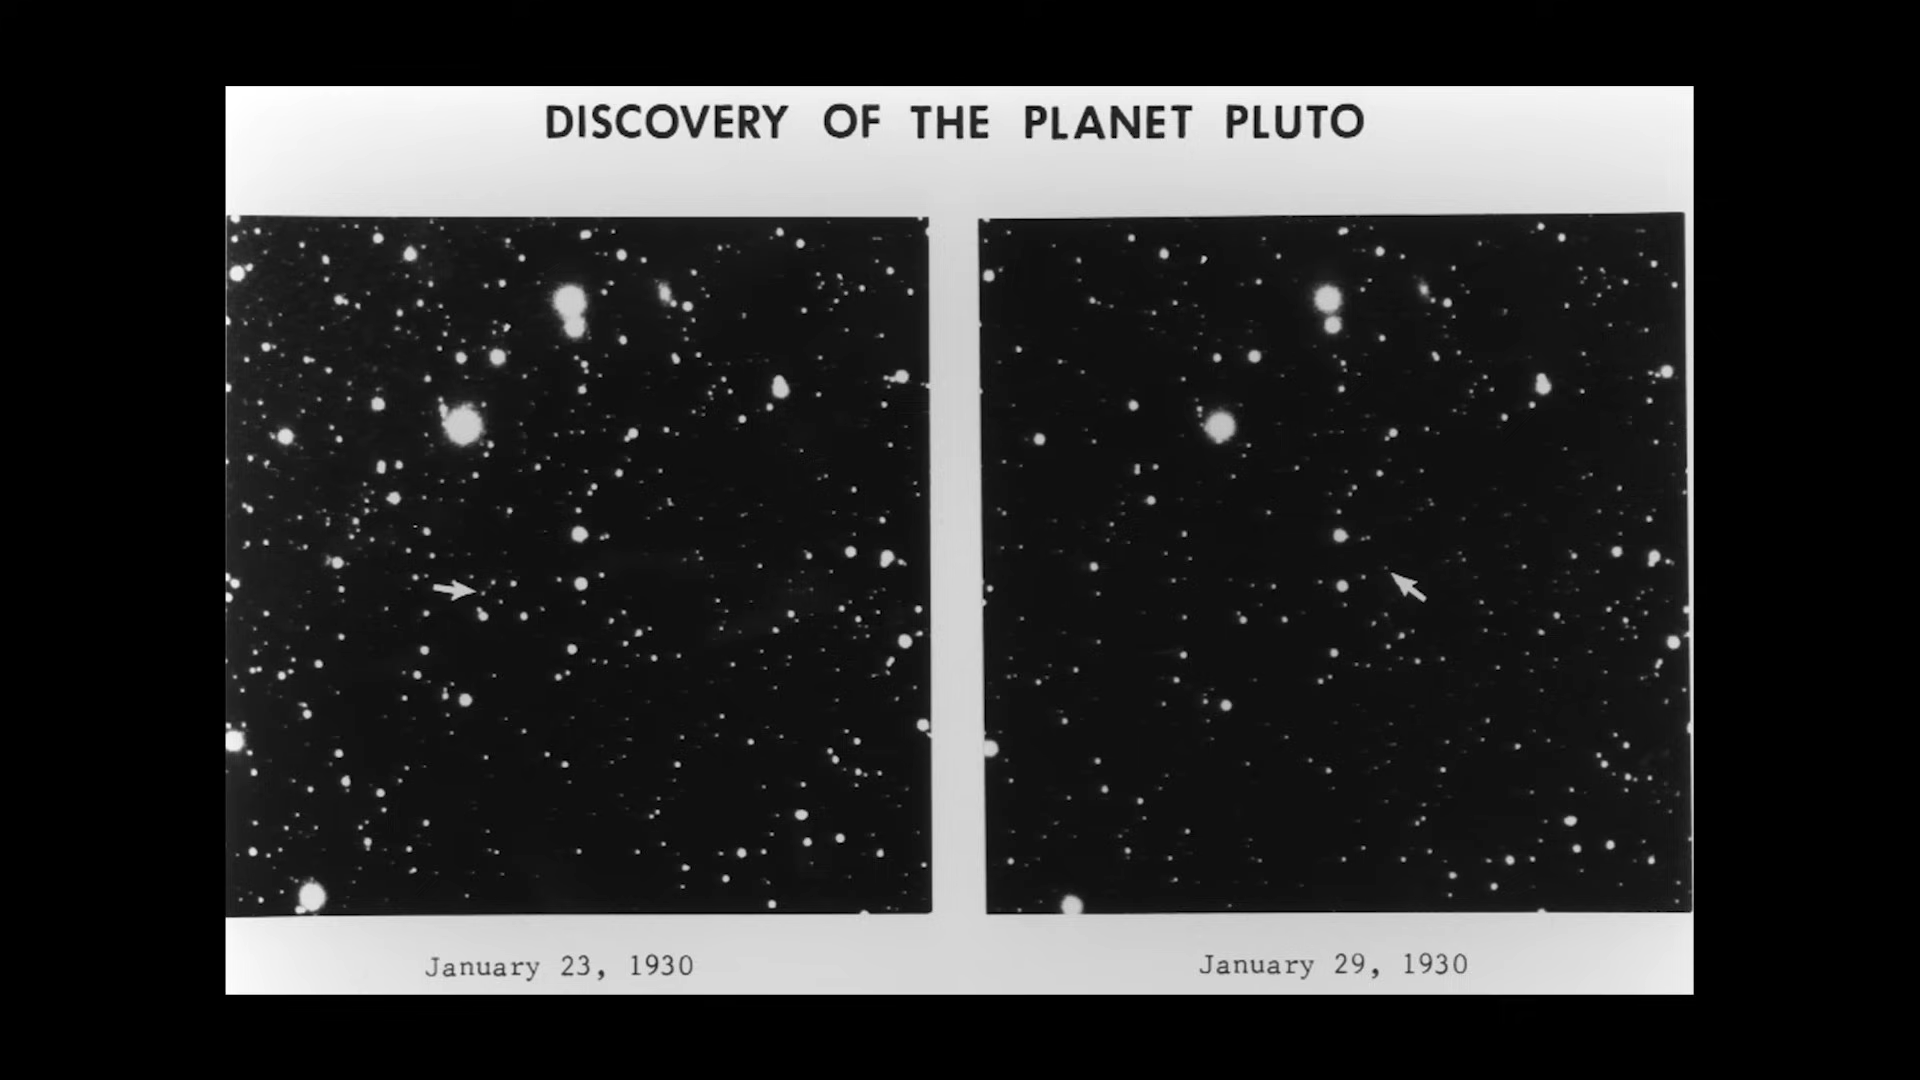 DISCOVERY OF THE PLANET PLUTO
January 23, 1930
January 29, 1930